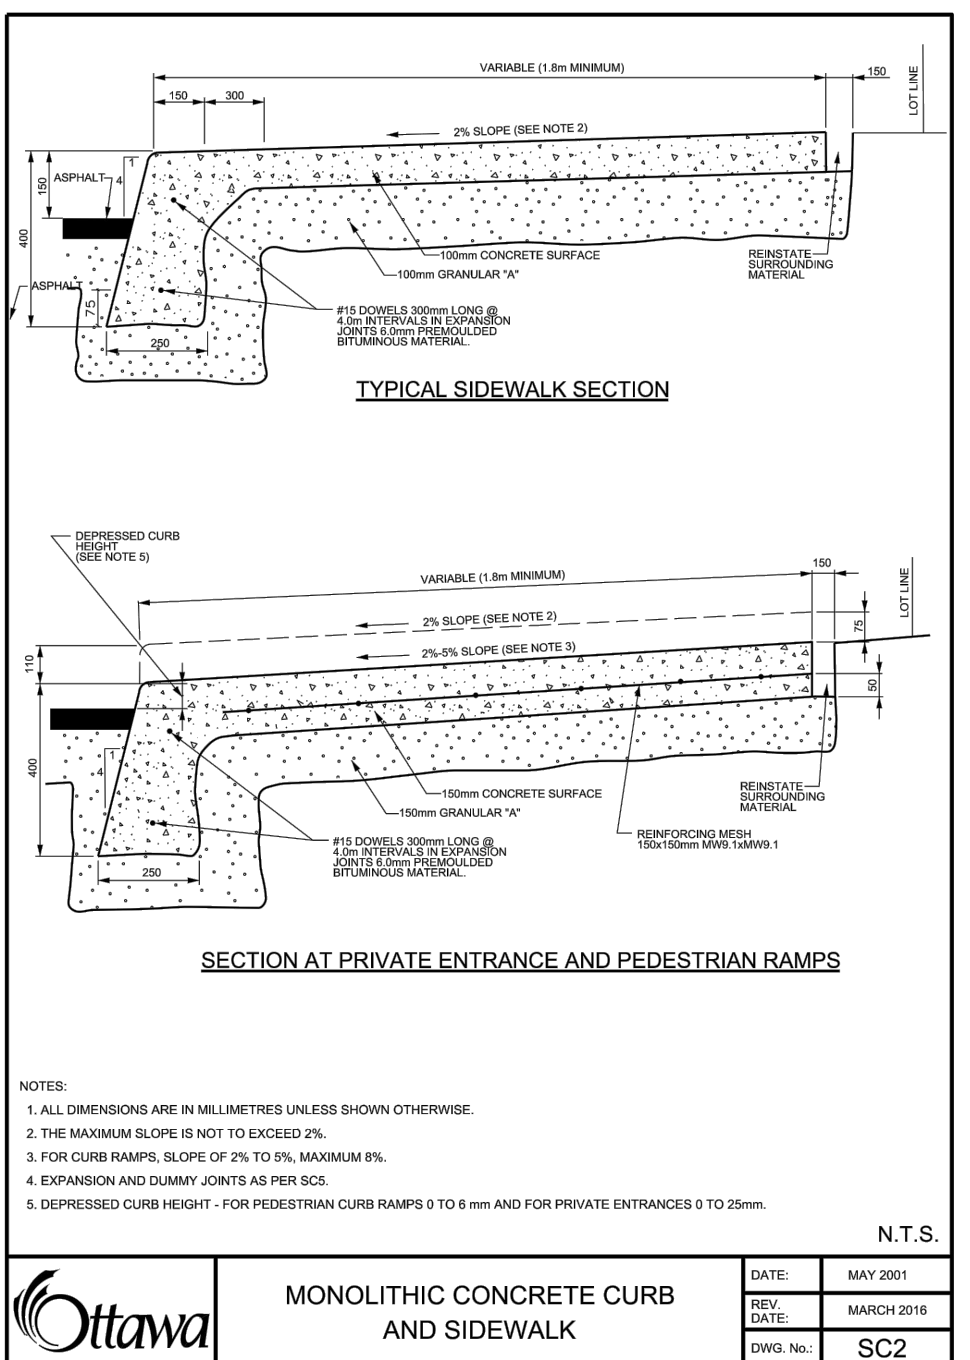 VARIABLE (1.8m MINIMUM)
150
LOT LINE
150
300
2% SLOPE (SEE NOTE 2)
1
4
ASPHALT
150
400
ASPHALT
75
250
100mm CONCRETE SURFACE
100mm GRANULAR "A"
REINSTATE
SURROUNDING
MATERIAL
#15 DOWELS 300mm LONG @
4.0m INTERVALS IN EXPANSION
JOINTS 6.0mm PREMOULDED
BITUMINOUS MATERIAL.
TYPICAL SIDEWALK SECTION
DEPRESSED CURB
HEIGHT
(SEE NOTE 5)
VARIABLE (1.8m MINIMUM)
150
LOT LINE
2% SLOPE (SEE NOTE 2)
75
2%-5% SLOPE (SEE NOTE 3)
110
50
1
4
400
250
150mm CONCRETE SURFACE
150mm GRANULAR "A"
REINSTATE
SURROUNDING
MATERIAL
REINFORCING MESH
150x150mm MW9.1xMW9.1
#15 DOWELS 300mm LONG @
4.0m INTERVALS IN EXPANSION
JOINTS 6.0mm PREMOULDED
BITUMINOUS MATERIAL.
SECTION AT PRIVATE ENTRANCE AND PEDESTRIAN RAMPS
NOTES:
1. ALL DIMENSIONS ARE IN MILLIMETRES UNLESS SHOWN OTHERWISE.
2. THE MAXIMUM SLOPE IS NOT TO EXCEED 2%.
3. FOR CURB RAMPS, SLOPE OF 2% TO 5%, MAXIMUM 8%.
4. EXPANSION AND DUMMY JOINTS AS PER SC5.
5. DEPRESSED CURB HEIGHT - FOR PEDESTRIAN CURB RAMPS 0 TO 6 mm AND FOR PRIVATE ENTRANCES 0 TO 25mm.
N.T.S.
Ottawa
MONOLITHIC CONCRETE CURB
AND SIDEWALK
DATE: MAY 2001
REV.
DATE: MARCH 2016
DWG. No.: SC2